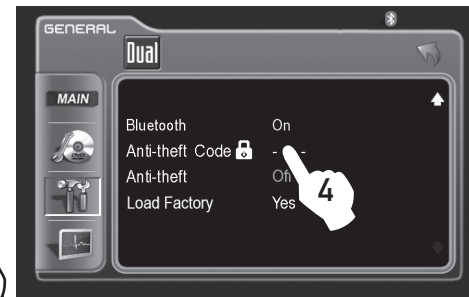 GENERAL
Dual
MAIN
Bluetooth On
Anti-theft Code - -
Anti-theft Off
Load Factory Yes
4
)